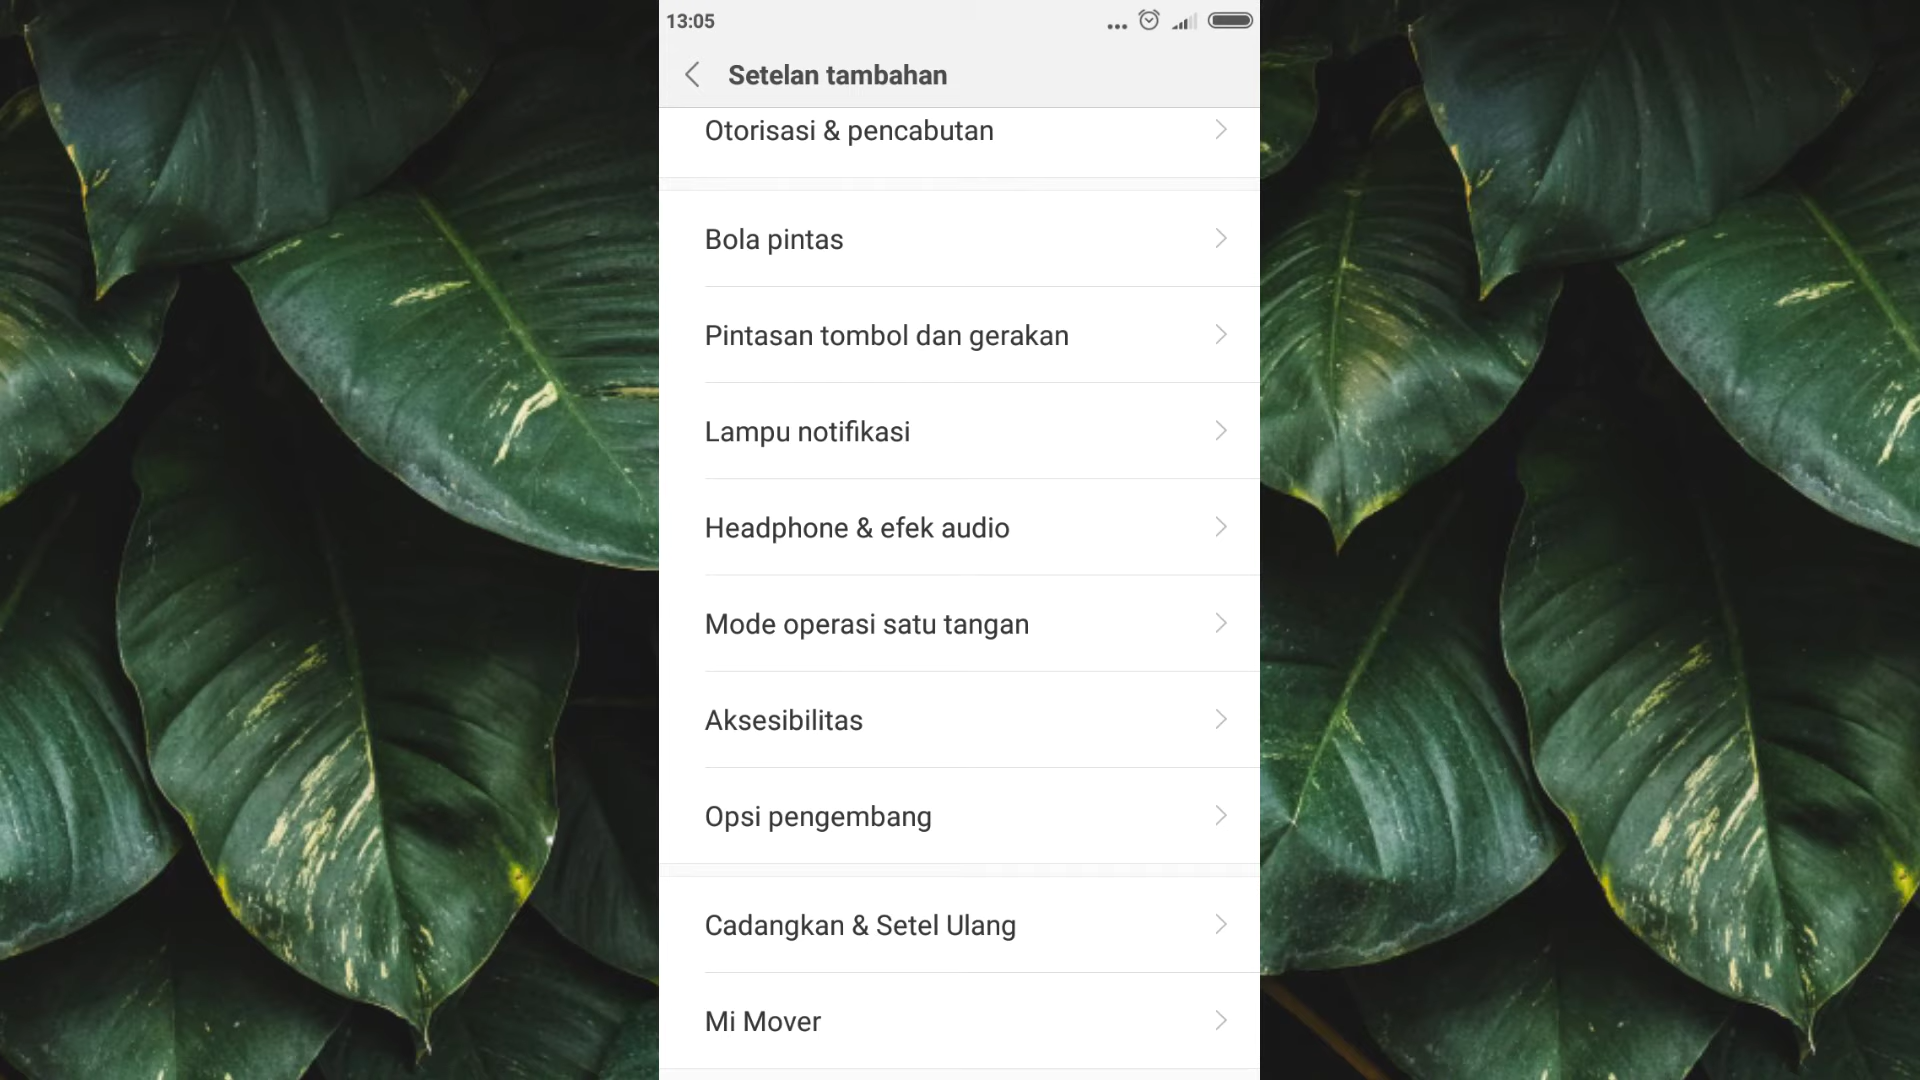 13:05
Setelan tambahan
Otorisasi & pencabutan
Bola pintas
Pintasan tombol dan gerakan
Lampu notifikasi
Headphone & efek audio
Mode operasi satu tangan
Aksesibilitas
Opsi pengembang
Cadangkan & Setel Ulang
Mi Mover